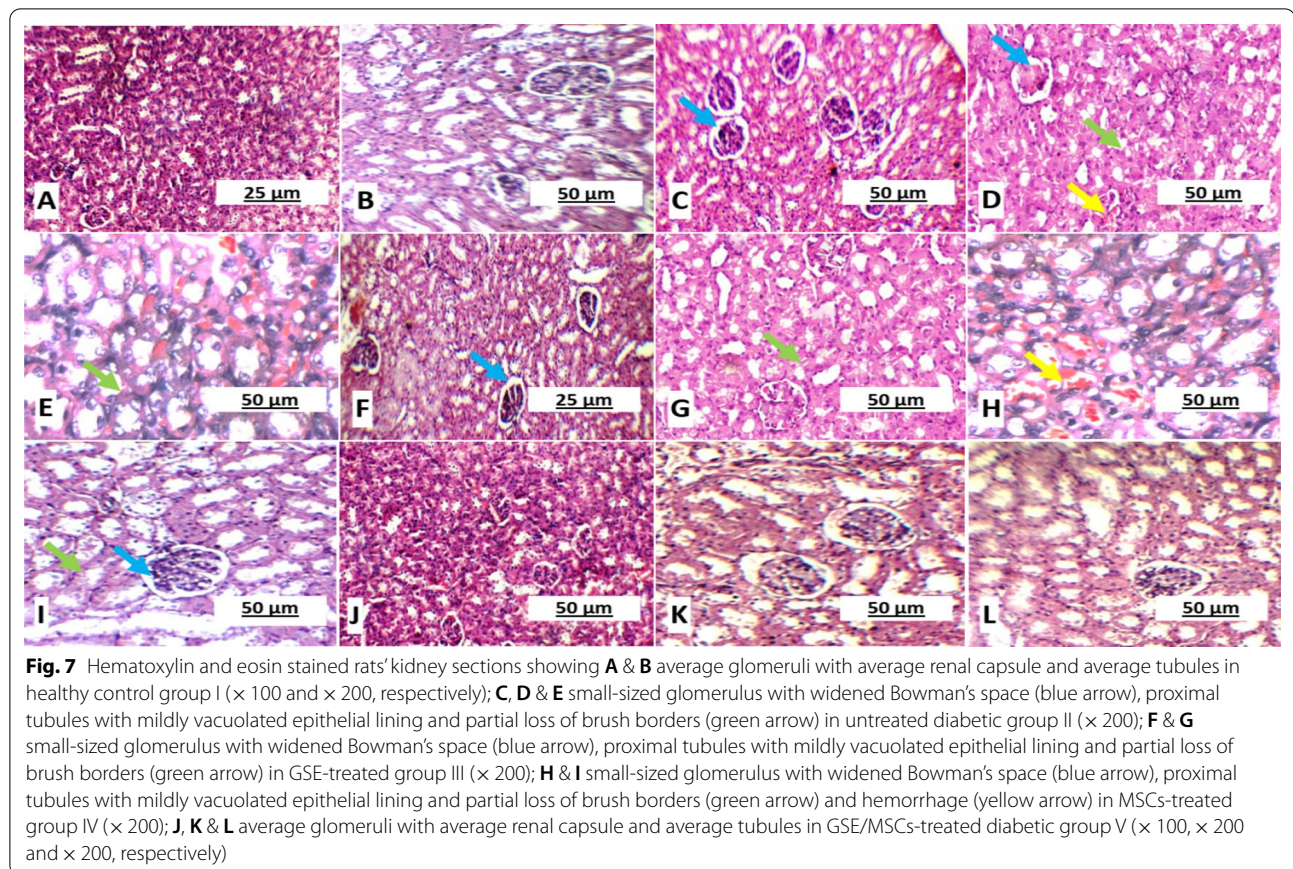 A
25 µm
B
50 µm
C
50 µm
D
50 µm
E
50 µm
F
25 µm
G
50 µm
H
50 µm
I
50 µm
J
50 µm
K
50 µm
L
50 µm
Fig. 7 Hematoxylin and eosin stained rats' kidney sections showing A & B average glomeruli with average renal capsule and average tubules in
healthy control group I (× 100 and × 200, respectively); C, D & E small-sized glomerulus with widened Bowman's space (blue arrow), proximal
tubules with mildly vacuolated epithelial lining and partial loss of brush borders (green arrow) in untreated diabetic group II (× 200); F & G
small-sized glomerulus with widened Bowman's space (blue arrow), proximal tubules with mildly vacuolated epithelial lining and partial loss of
brush borders (green arrow) in GSE-treated group III (× 200); H & I small-sized glomerulus with widened Bowman's space (blue arrow), proximal
tubules with mildly vacuolated epithelial lining and partial loss of brush borders (green arrow) and hemorrhage (yellow arrow) in MSCs-treated
group IV (× 200); J, K & L average glomeruli with average renal capsule and average tubules in GSE/MSCs-treated diabetic group V (× 100, × 200
and × 200, respectively)